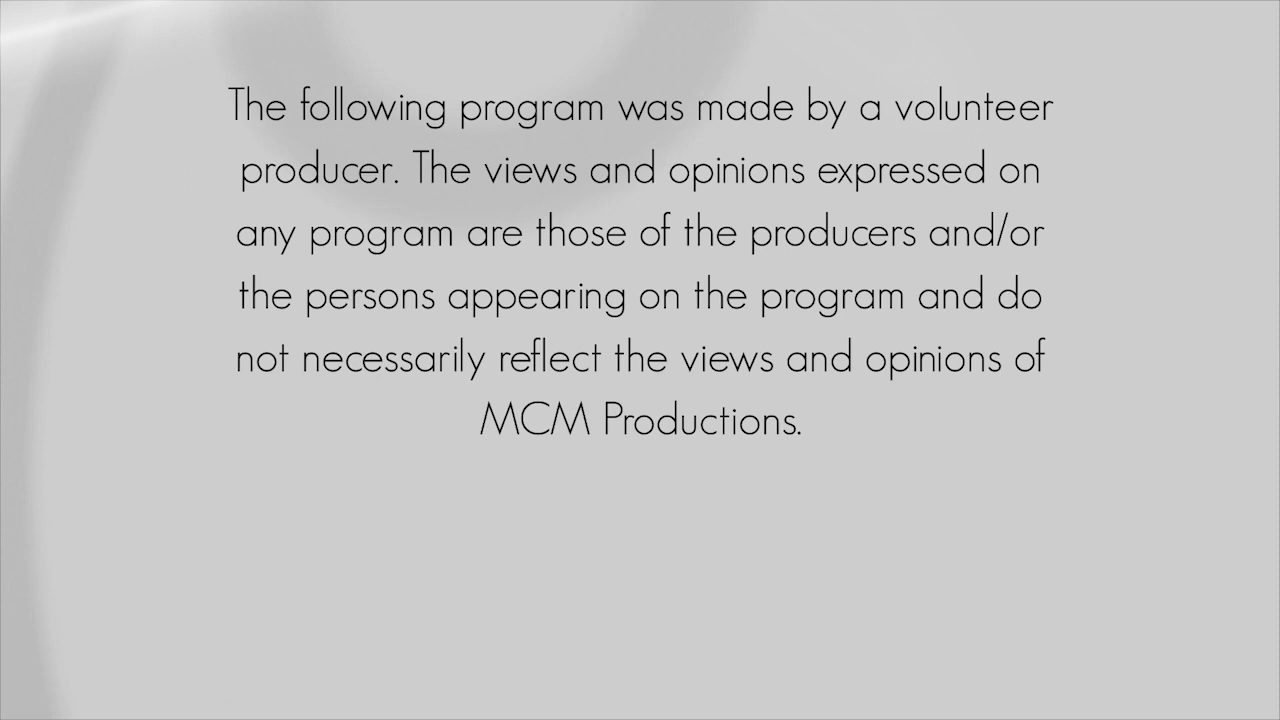 The following program was made by a volunteer
producer. The views and opinions expressed on
any program are those of the producers and/or
the persons appearing on the program and do
not necessarily reflect the views and opinions of
MCM Productions.